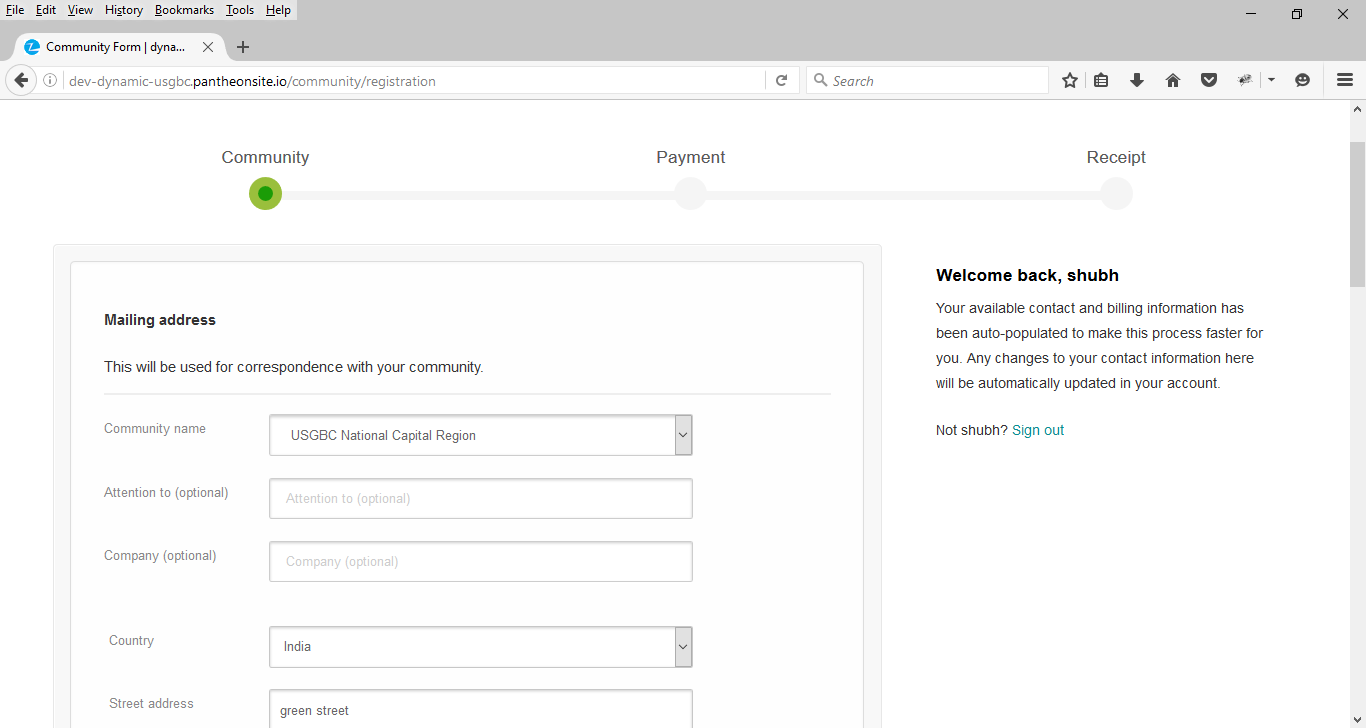 File Edit View History Bookmarks Tools Help
Community Form | dyna...
dev-dynamic-usgbc.pantheonsite.io/community/registration
Search
Community Payment Receipt
Mailing address
This will be used for correspondence with your community.
Community name
USGBC National Capital Region
Attention to (optional)
Attention to (optional)
Company (optional)
Company (optional)
Country
India
Street address
green street
Welcome back, shubh
Your available contact and billing information has
been auto-populated to make this process faster for
you. Any changes to your contact information here
will be automatically updated in your account.
Not shubh? Sign out